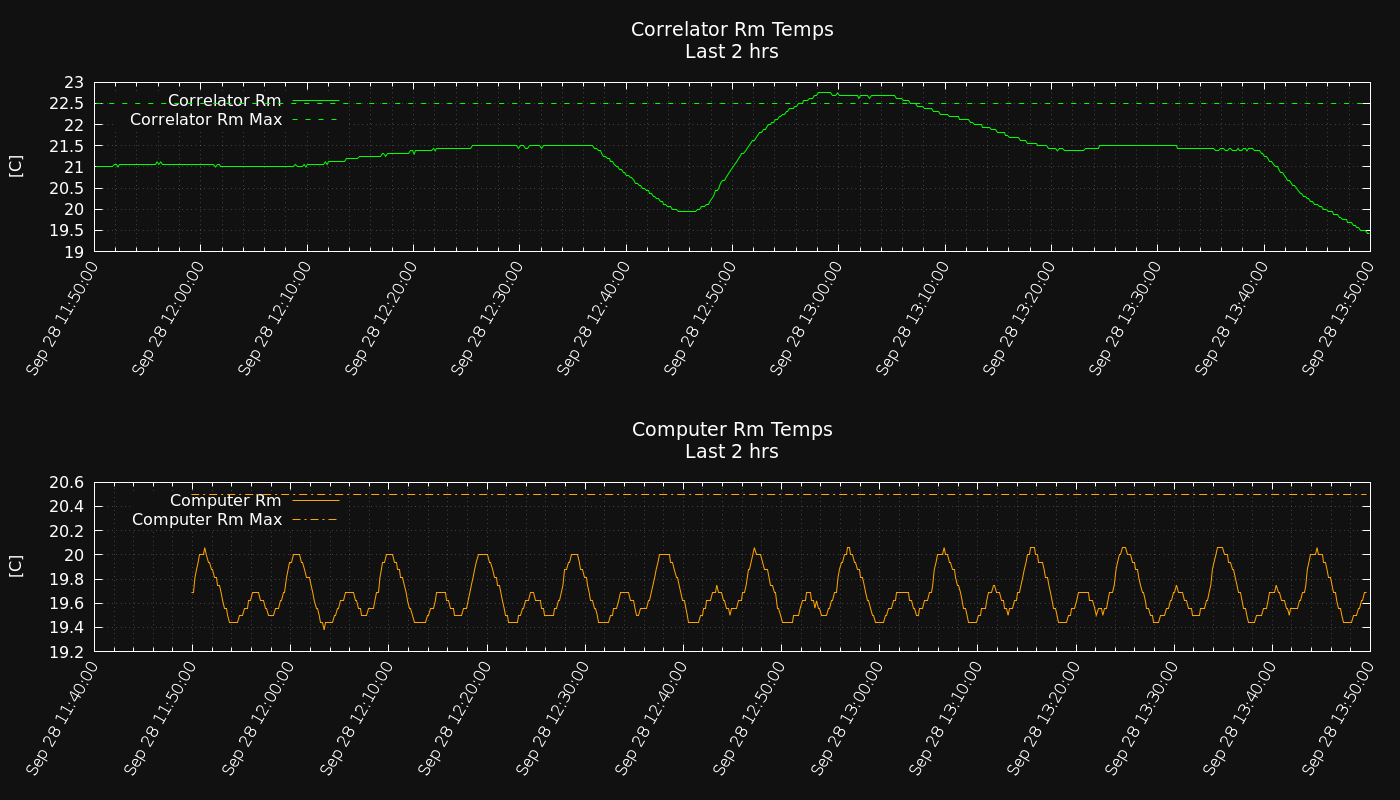 Correlator Rm Temps
Last 2 hrs
[C]
23
22.5
22
21.5
21
20.5
20
19.5
19
Correlator Rm
Correlator Rm Max
Sep 28 11:50:00
Sep 28 12:00:00
Sep 28 12:10:00
Sep 28 12:20:00
Sep 28 12:30:00
Sep 28 12:40:00
Sep 28 12:50:00
Sep 28 13:00:00
Sep 28 13:10:00
Sep 28 13:20:00
Sep 28 13:30:00
Sep 28 13:40:00
Sep 28 13:50:00
Computer Rm Temps
Last 2 hrs
[C]
20.6
20.4
20.2
20
19.8
19.6
19.4
19.2
Computer Rm
Computer Rm Max
Sep 28 11:40:00
Sep 28 11:50:00
Sep 28 12:00:00
Sep 28 12:10:00
Sep 28 12:20:00
Sep 28 12:30:00
Sep 28 12:40:00
Sep 28 12:50:00
Sep 28 13:00:00
Sep 28 13:10:00
Sep 28 13:20:00
Sep 28 13:30:00
Sep 28 13:40:00
Sep 28 13:50:00